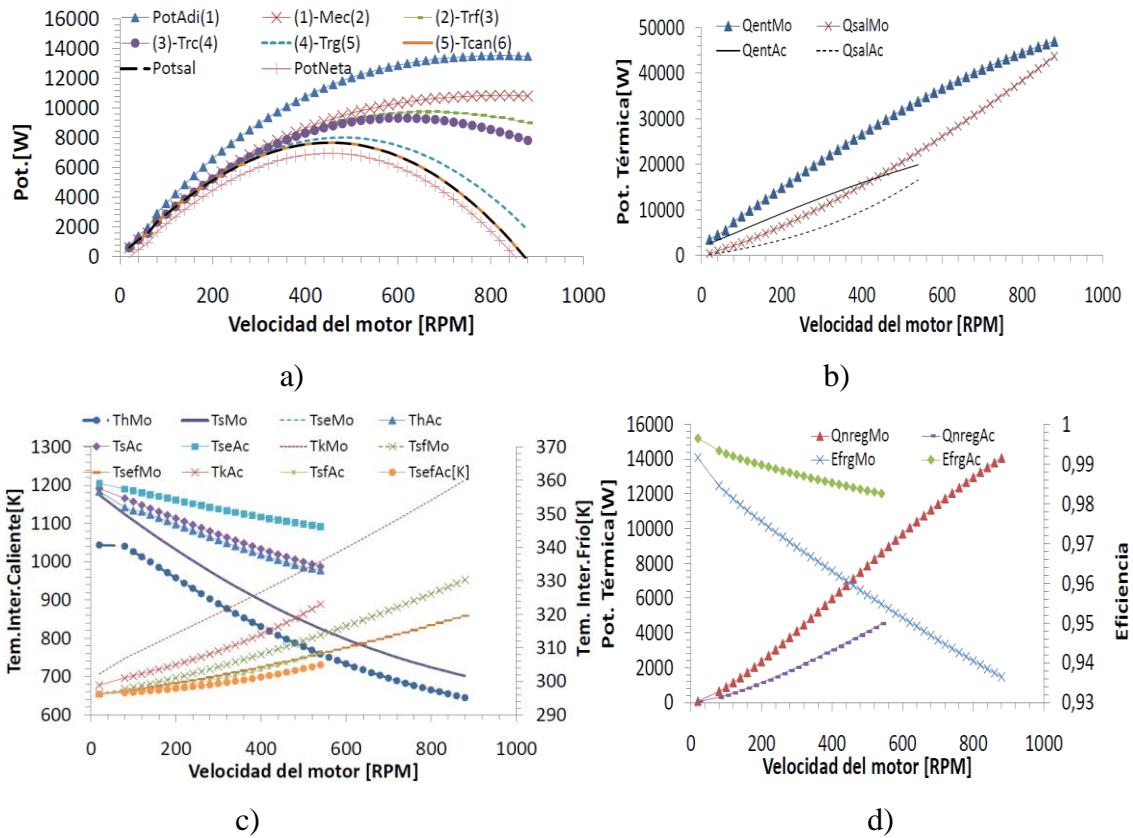 PotAdi(1) (1)-Mec(2) (2)-Trf(3)
(3)-Trc(4) (4)-Trg(5) (5)-Tcan(6)
Potsal PotNeta
Pot.[W]
16000
14000
12000
10000
8000
6000
4000
2000
0
0 200 400 600 800 1000
Velocidad del motor [RPM]
a)
QentMo QsalMo
QentAc QsalAc
Pot. Térmica[W]
50000
40000
30000
20000
10000
0
0 200 400 600 800 1000
Velocidad del motor [RPM]
b)
ThMo TsMo TseMo ThAc
TsAc TseAc TkMo TsfMo
TsefMo TkAc TsfAc TsefAc[K]
Tem.Inter.Caliente[K]
1300
1200
1100
1000
900
800
700
600
370
360
350
340
330
320
310
300
290
Tem. Inter.Frío[K]
0 200 400 600 800 1000
Velocidad del motor [RPM]
c)
QnregMo QnregAc
EfrgMo EfrgAc
Pot. Térmica[W]
16000
14000
12000
10000
8000
6000
4000
2000
0
1
0,99
0,98
0,97
0,96
0,95
0,94
0,93
Eficiencia
0 200 400 600 800 1000
Velocidad del motor [RPM]
d)